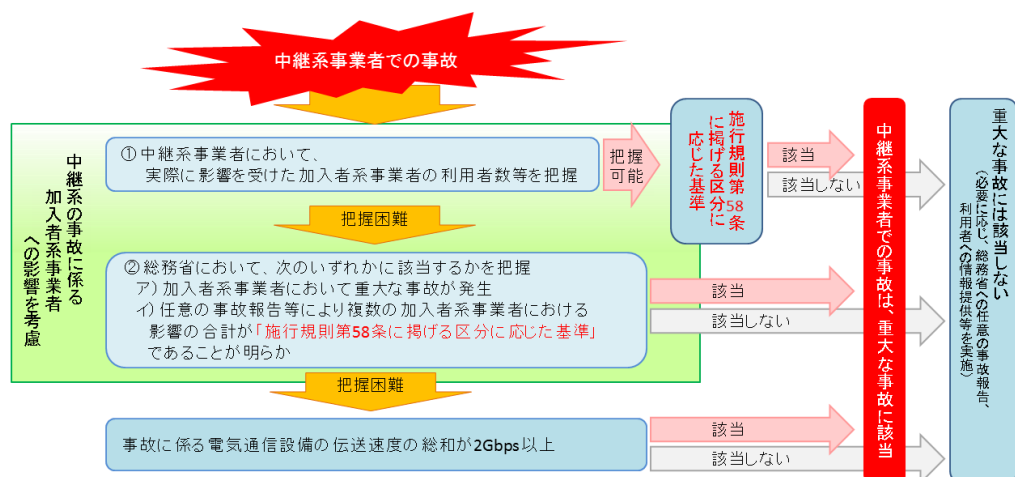 中継系事業者での事故
中継系の事故に係る
加入者系事業者
への影響を考慮
①中継系事業者において、
実際に影響を受けた加入者系事業者の利用者数等を把握
把握
可能
施行規則第58条
に掲げる区分に
応じた基準
該当
該当しない
把握困難
②総務省において、次のいずれかに該当するかを把握
ア)加入者系事業者において重大な事故が発生
イ)任意の事故報告等により複数の加入者系事業者における
影響の合計が「施行規則第58条に掲げる区分に応じた基準」
であることが明らか
該当
該当しない
把握困難
事故に係る電気通信設備の伝送速度の総和が2Gbps以上
該当
該当しない
中継系事業者での事故は、重大な事故に該当
重大な事故には該当しない
(必要に応じ、総務省への任意の事故報告、
利用者への情報提供等を実施)